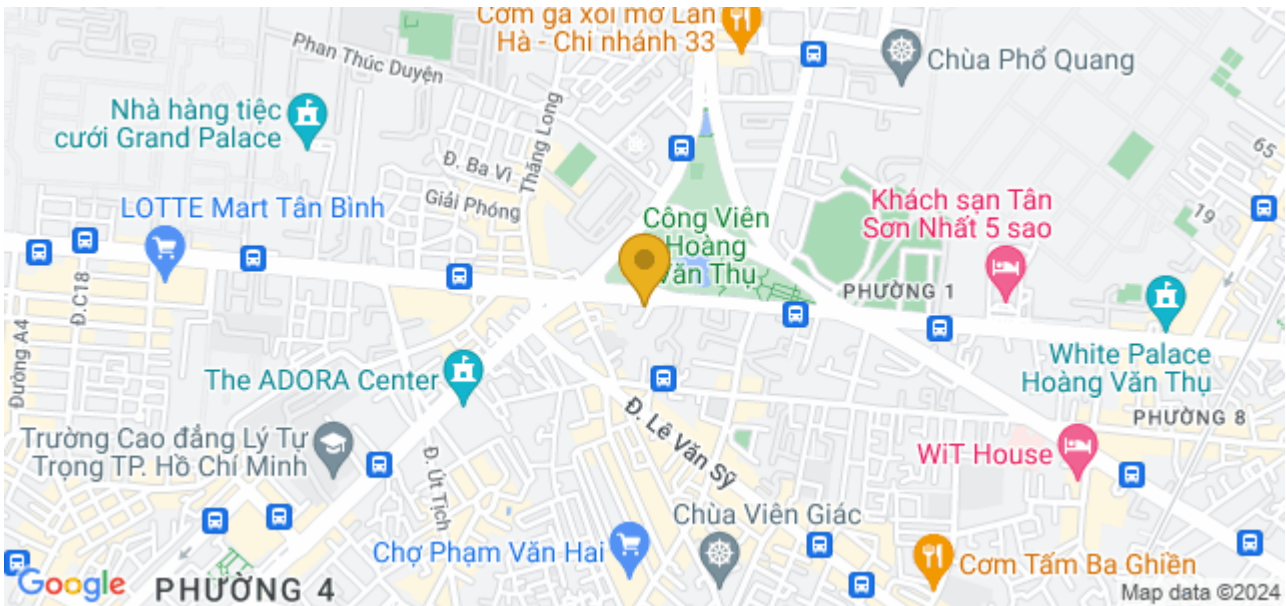 Cơm gà xối mỡ Lan
Hà - Chi nhánh 33
Phan Thúc Duyện
Chùa Phổ Quang
Nhà hàng tiệc
cưới Grand Palace
Thăng Long
Đ. Ba Vì
Giải Phóng
65
19
LOTTE Mart Tân Bình
Công Viên
Hoàng
Văn Thụ
Khách sạn Tân
Sơn Nhất 5 sao
Đ.C18
PHƯỜNG 1
Đường A4
The ADORA Center
White Palace
Hoàng Văn Thụ
PHƯỜNG 8
Đ. Lê Văn Sỹ
Trường Cao đẳng Lý Tự
Trọng TP. Hồ Chí Minh
Đ. Út Tịch
WiT House
Chùa Viên Giác
Chợ Phạm Văn Hai
Cơm Tấm Ba Ghiền
Google
PHƯỜNG 4
Map data ©2024